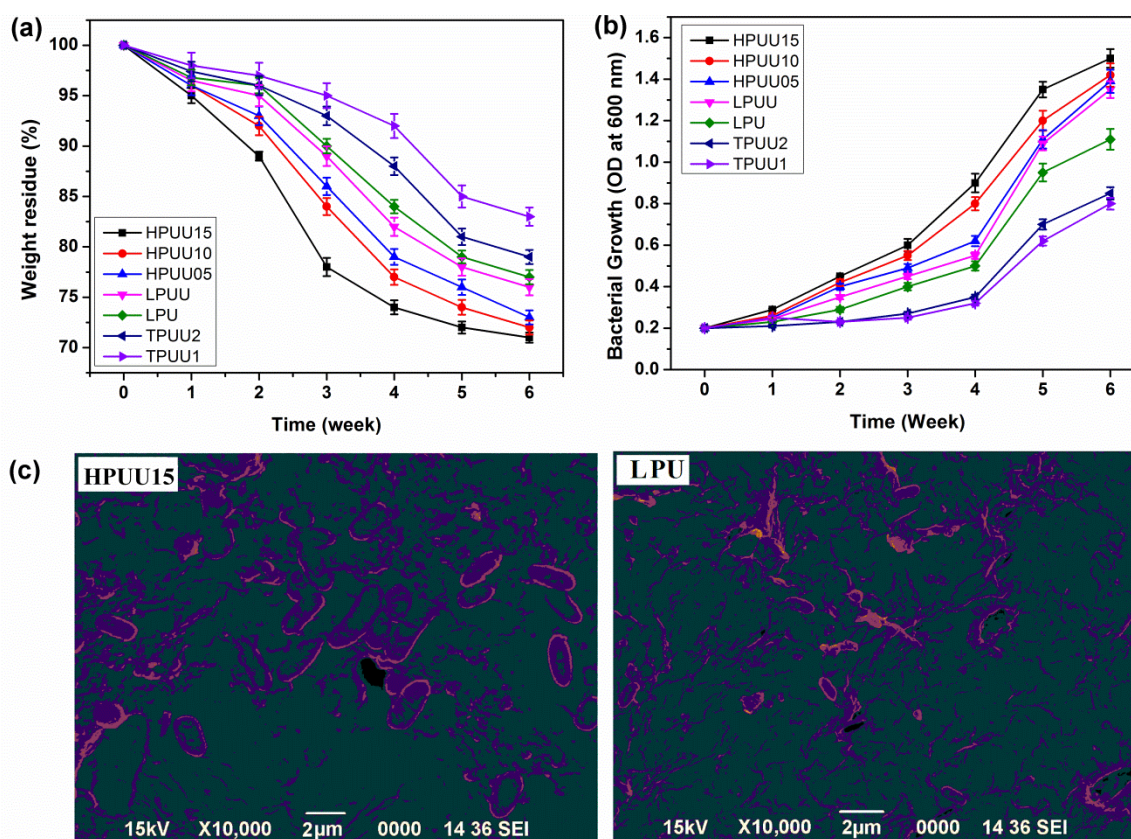 (a)
100
95
90
85
80
75
70
Weight residue (%)
HPUU15
HPUU10
HPUU05
LPUU
LPU
TPUU2
TPUU1
0 1 2 3 4 5 6
Time (week)
(b)
1.6
1.4
1.2
1.0
0.8
0.6
0.4
0.2
0.0
Bacterial Growth (OD at 600 nm)
HPUU15
HPUU10
HPUU05
LPUU
LPU
TPUU2
TPUU1
0 1 2 3 4 5 6
Time (Week)
(c)
HPUU15
15kV X10,000 2µm 0000 14 36 SEI
LPU
15kV X10,000 2µm 0000 14 36 SEI